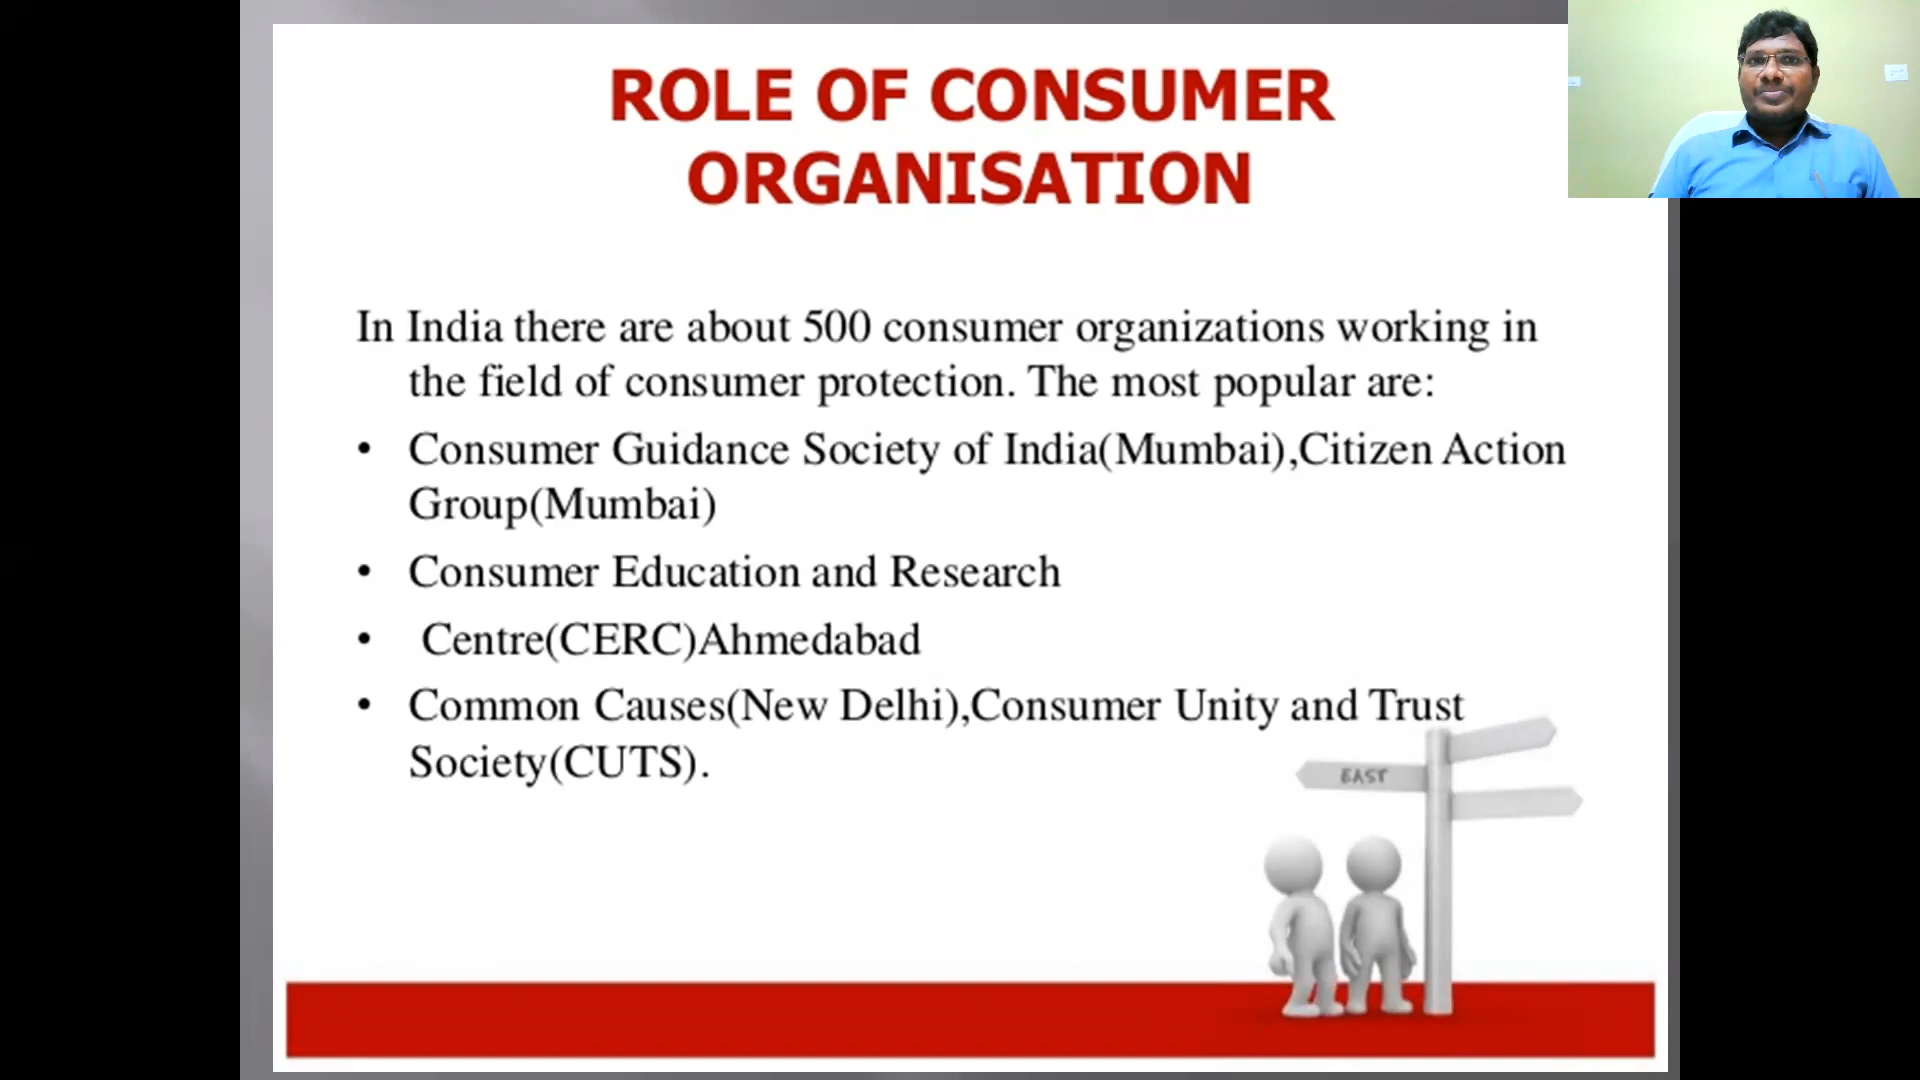 ROLE OF CONSUMER
ORGANISATION
In India there are about 500 consumer organizations working in
the field of consumer protection. The most popular are:
• Consumer Guidance Society of India(Mumbai),Citizen Action
Group(Mumbai)
• Consumer Education and Research
• Centre(CERC)Ahmedabad
• Common Causes(New Delhi),Consumer Unity and Trust
Society(CUTS).
EAST